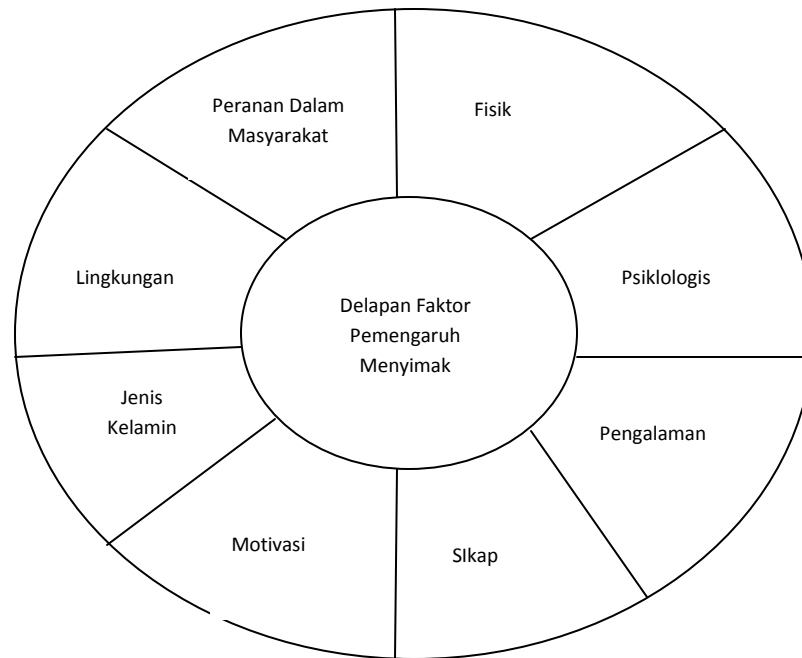 Peranan Dalam
Masyarakat
Fisik
Lingkungan
Psiklologis
Delapan Faktor
Pemengaruh
Menyimak
Jenis
Kelamin
Pengalaman
Motivasi
SIkap